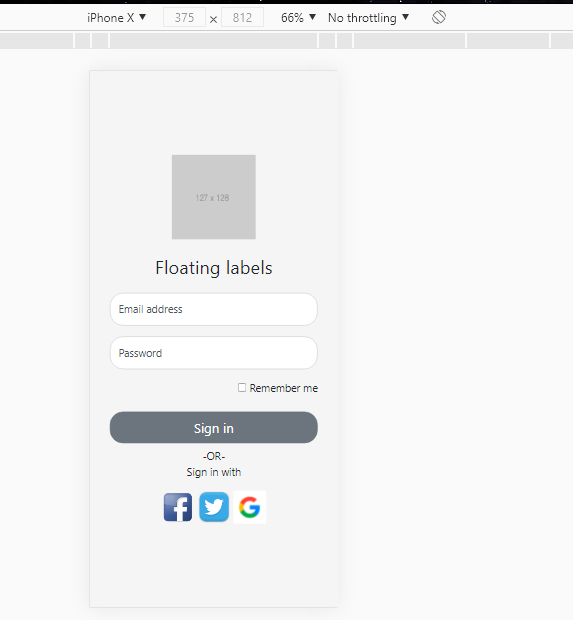 iPhone X ▼ 375 × 812 66% ▼ No throttling ▼
127 x 128
Floating labels
Email address
Password
Remember me
Sign in
-OR-
Sign in with